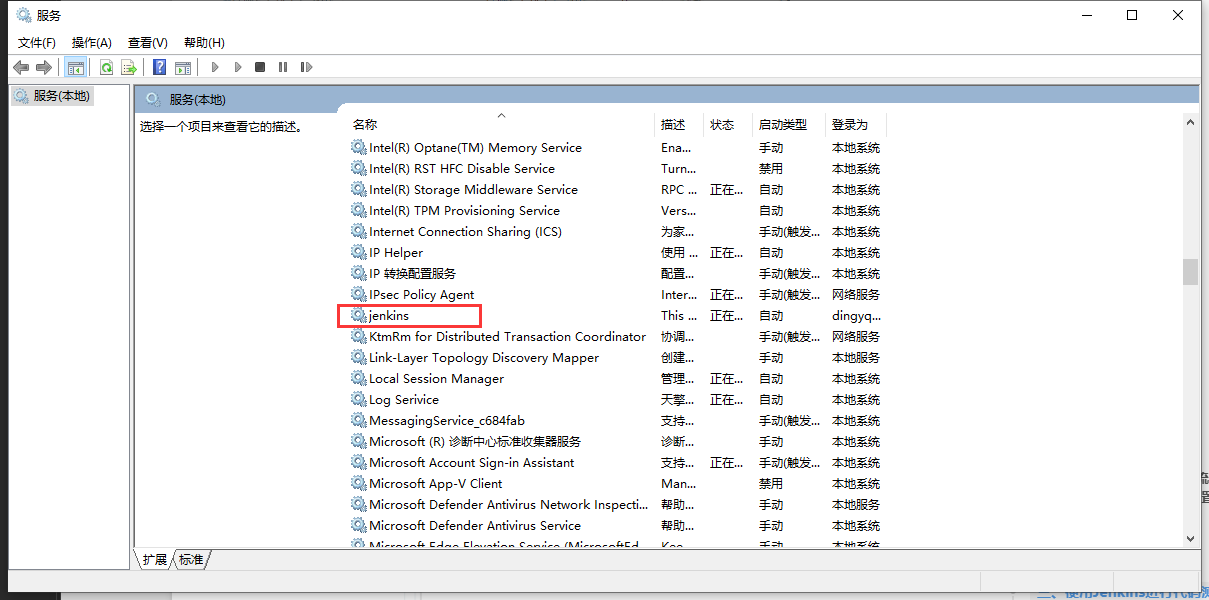 服务
文件(F) 操作(A) 查看(V) 帮助(H)
服务(本地)
服务(本地)
选择一个项目来查看它的描述。
名称 描述 状态 启动类型 登录为
Intel(R) Optane(TM) Memory Service Ena... 手动 本地系统
Intel(R) RST HFC Disable Service Turn... 禁用 本地系统
Intel(R) Storage Middleware Service RPC ... 正在... 自动 本地系统
Intel(R) TPM Provisioning Service Vers... 自动 本地系统
Internet Connection Sharing (ICS) 为家... 手动(触发... 本地系统
IP Helper 使用 ... 正在... 自动 本地系统
IP 转换配置服务 配置... 手动(触发... 本地系统
IPsec Policy Agent Inter... 正在... 手动(触发... 网络服务
jenkins This ... 正在... 自动 dingyq...
KtmRm for Distributed Transaction Coordinator 协调... 手动(触发... 网络服务
Link-Layer Topology Discovery Mapper 创建... 手动 本地服务
Local Session Manager 管理... 正在... 自动 本地系统
Log Serivice 天擎... 正在... 自动 本地系统
MessagingService_c684fab 支持... 手动(触发... 本地系统
Microsoft (R) 诊断中心标准收集器服务 诊断... 手动 本地系统
Microsoft Account Sign-in Assistant 支持... 正在... 手动(触发... 本地系统
Microsoft App-V Client Man... 禁用 本地系统
Microsoft Defender Antivirus Network Inspecti... 帮助... 手动 本地服务
Microsoft Defender Antivirus Service 帮助... 手动 本地系统
Microsoft Edge Elevation Service (MicrosoftEd... Kee... 手动 本地系统
扩展 标准
三、使用Jenkins进行代码